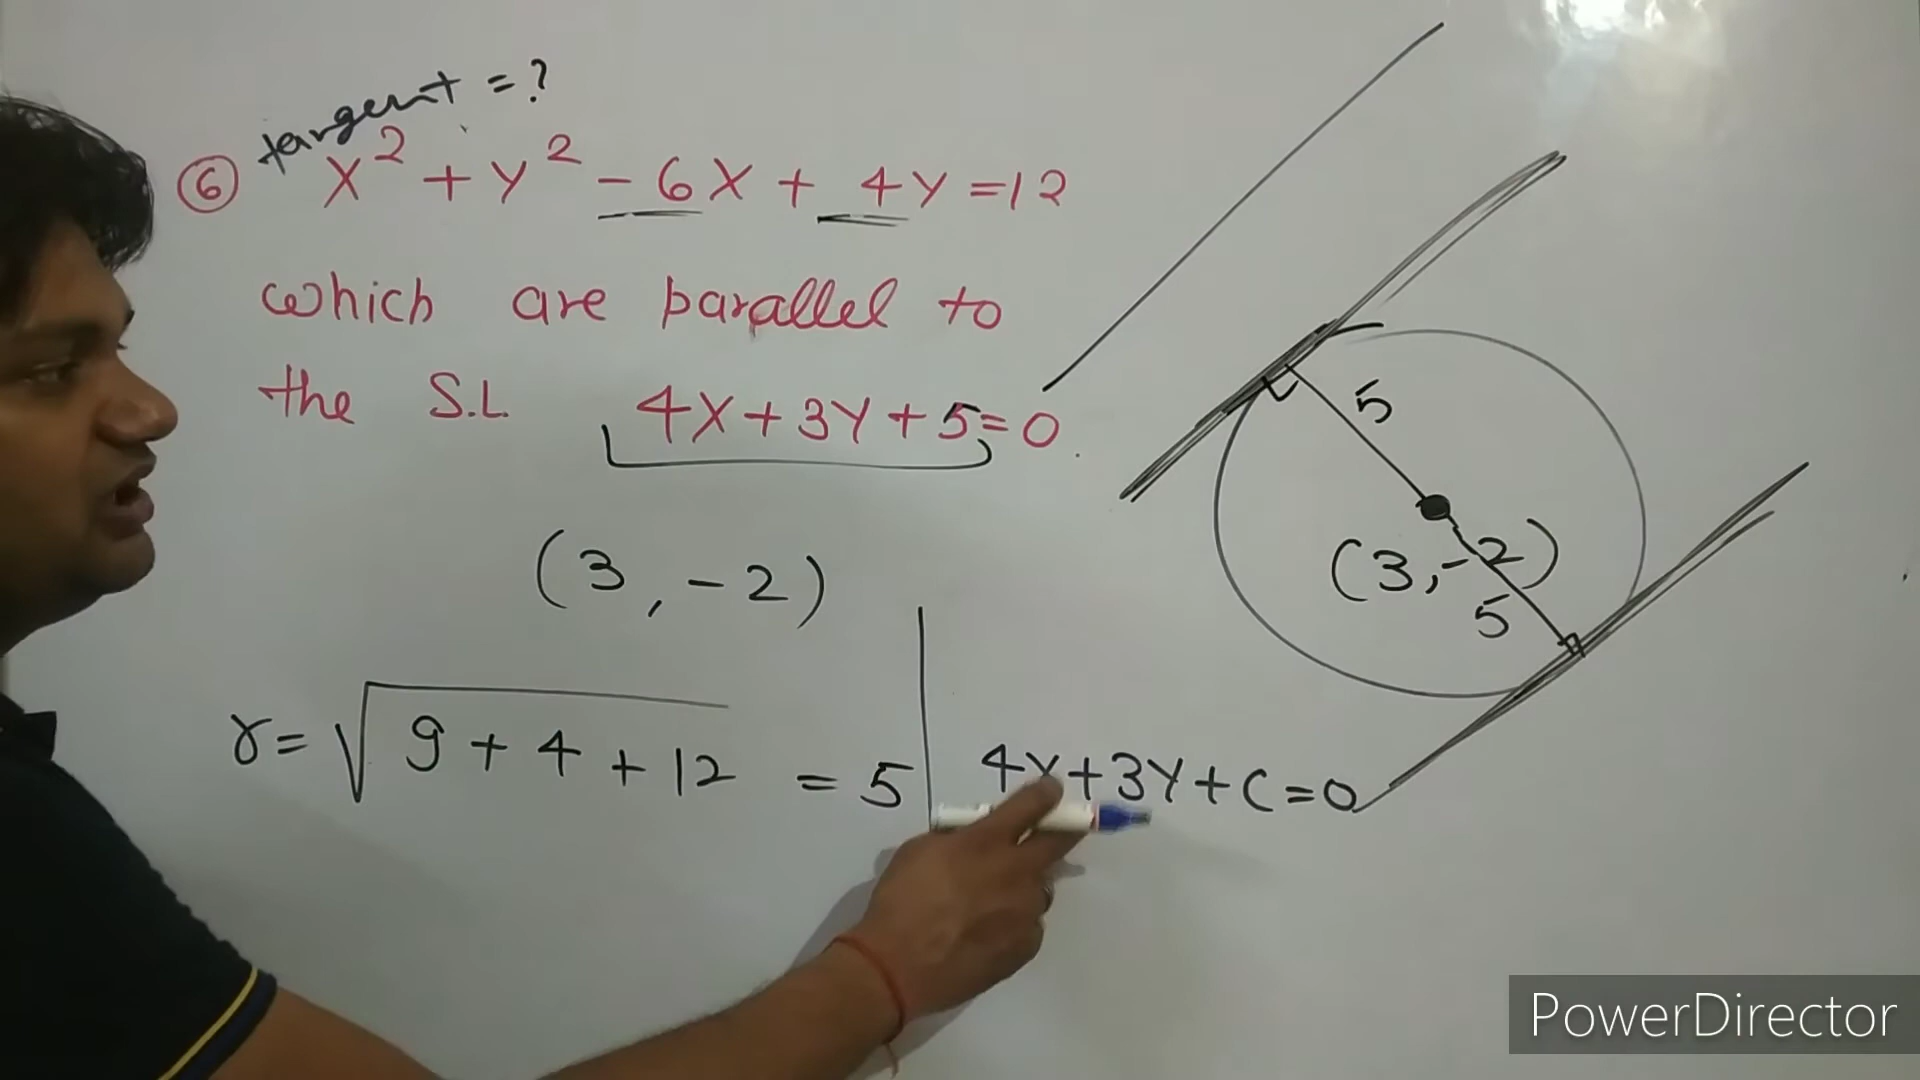 tangent = ?
⑥ x² + y² - 6x + 4y = 12
which are parallel to
the S.L 4x + 3y + 5 = 0.
(3, -2)
r = √9 + 4 + 12 = 5
4x + 3y + c = 0
5
(3, -2)
5
PowerDirector